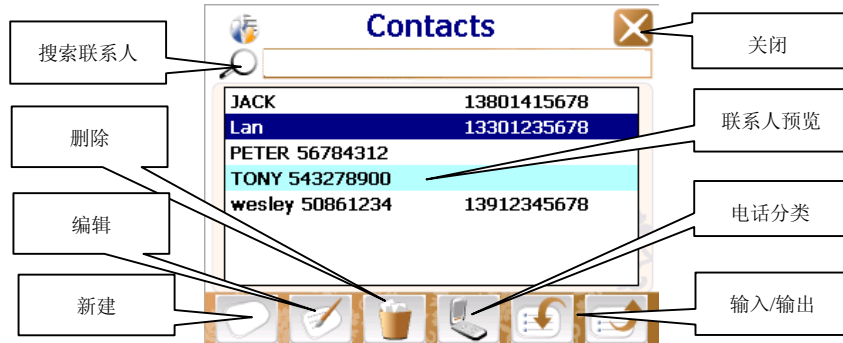 Contacts
搜索联系人
关闭
JACK 13801415678
Lan 13301235678
PETER 56784312
TONY 543278900
wesley 50861234 13912345678
删除
联系人预览
编辑
电话分类
新建
输入/输出